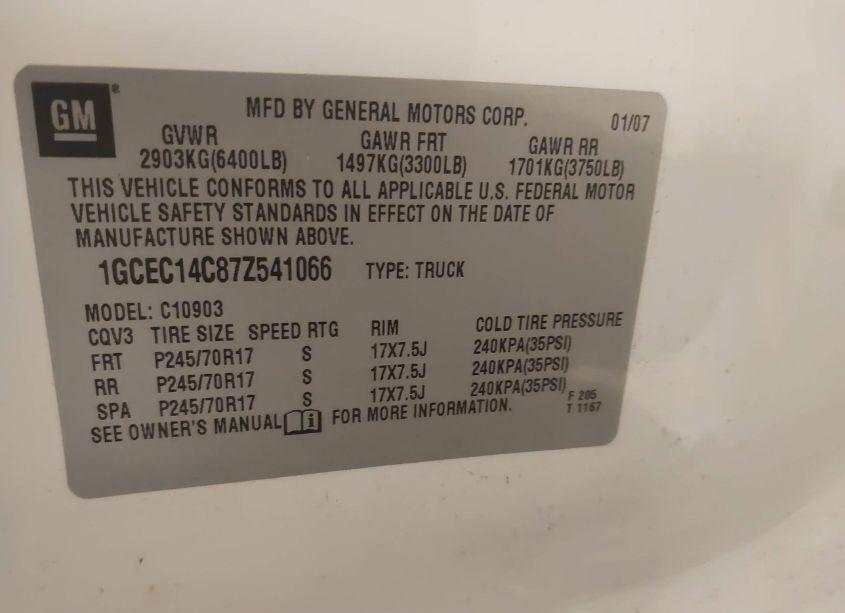 GM®
MFD BY GENERAL MOTORS CORP. 01/07
GVWR GAWR FRT GAWR RR
2903KG(6400LB) 1497KG(3300LB) 1701KG(3750LB)
THIS VEHICLE CONFORMS TO ALL APPLICABLE U.S. FEDERAL MOTOR
VEHICLE SAFETY STANDARDS IN EFFECT ON THE DATE OF
MANUFACTURE SHOWN ABOVE.
1GCEC14C87Z541066 TYPE: TRUCK
MODEL: C10903
CQV3 TIRE SIZE SPEED RTG RIM COLD TIRE PRESSURE
FRT P245/70R17 S 17X7.5J 240KPA(35PSI)
RR P245/70R17 S 17X7.5J 240KPA(35PSI)
SPA P245/70R17 S 17X7.5J 240KPA(35PSI)
SEE OWNER'S MANUAL i FOR MORE INFORMATION.
F 205
T 1167